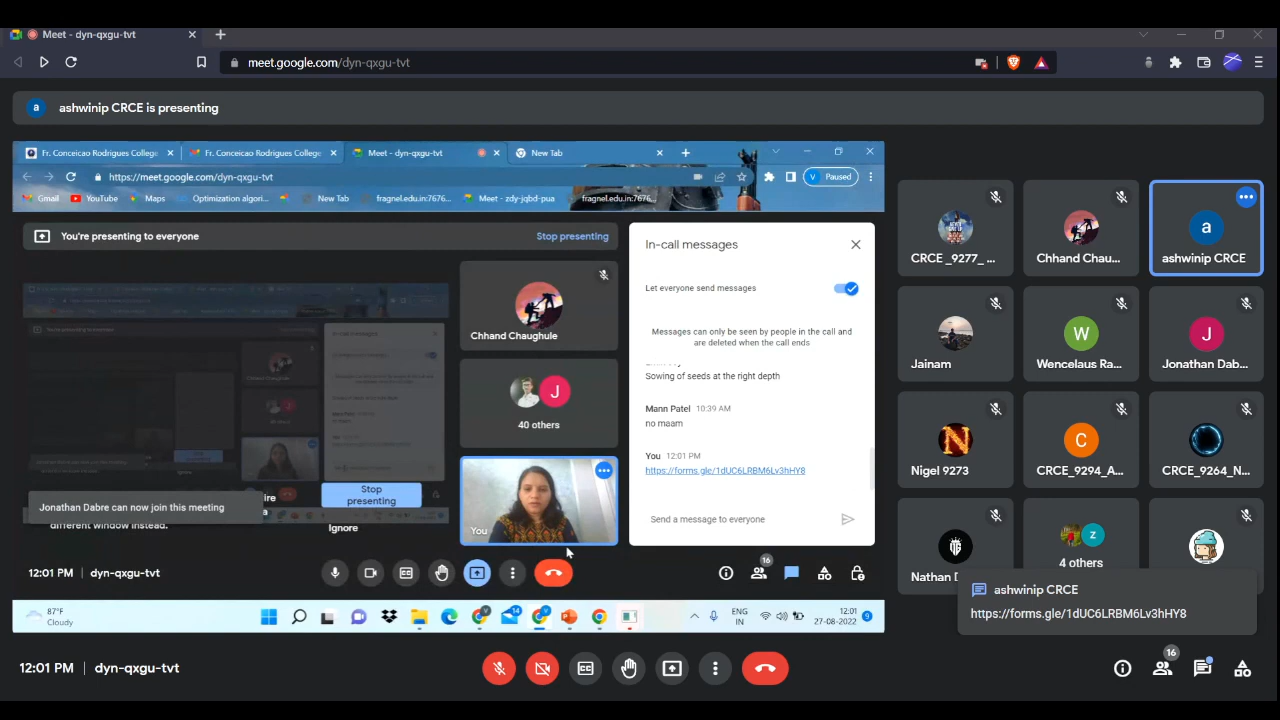 Meet - dyn-qxgu-tvt
meet.google.com/dyn-qxgu-tvt
a
ashwinip CRCE is presenting
Fr. Conceicao Rodrigues College
Fr. Conceicao Rodrigues College
Meet - dyn-qxgu-tvt
New Tab
https://meet.google.com/dyn-qxgu-tvt
V Paused
Gmail
YouTube
Maps
Optimization algori...
New Tab
fragnel.edu.in:7676...
Meet - zdy-jqbd-pua
fragnel.edu.in:7676...
You're presenting to everyone
Stop presenting
Chhand Chaughule
J
40 others
You
Jonathan Dabre can now join this meeting
different window instead.
Stop
presenting
Ignore
In-call messages
Let everyone send messages
Messages can only be seen by people in the call and
are deleted when the call ends
Sowing of seeds at the right depth
Mann Patel 10:39 AM
no maam
You 12:01 PM
https://forms.gle/1dUC6LRBM6Lv3hHY8
Send a message to everyone
12:01 PM | dyn-qxgu-tvt
16
87°F
Cloudy
14
ENG
IN
12:01
27-08-2022
9
CRCE _9277_ ...
Chhand Chau...
a
ashwinip CRCE
Jainam
W
Wencelaus Ra...
J
Jonathan Dab...
N
Nigel 9273
C
CRCE_9294_A...
CRCE_9264_N...
Nathan D
z
4 others
ashwinip CRCE
https://forms.gle/1dUC6LRBM6Lv3hHY8
12:01 PM | dyn-qxgu-tvt
16